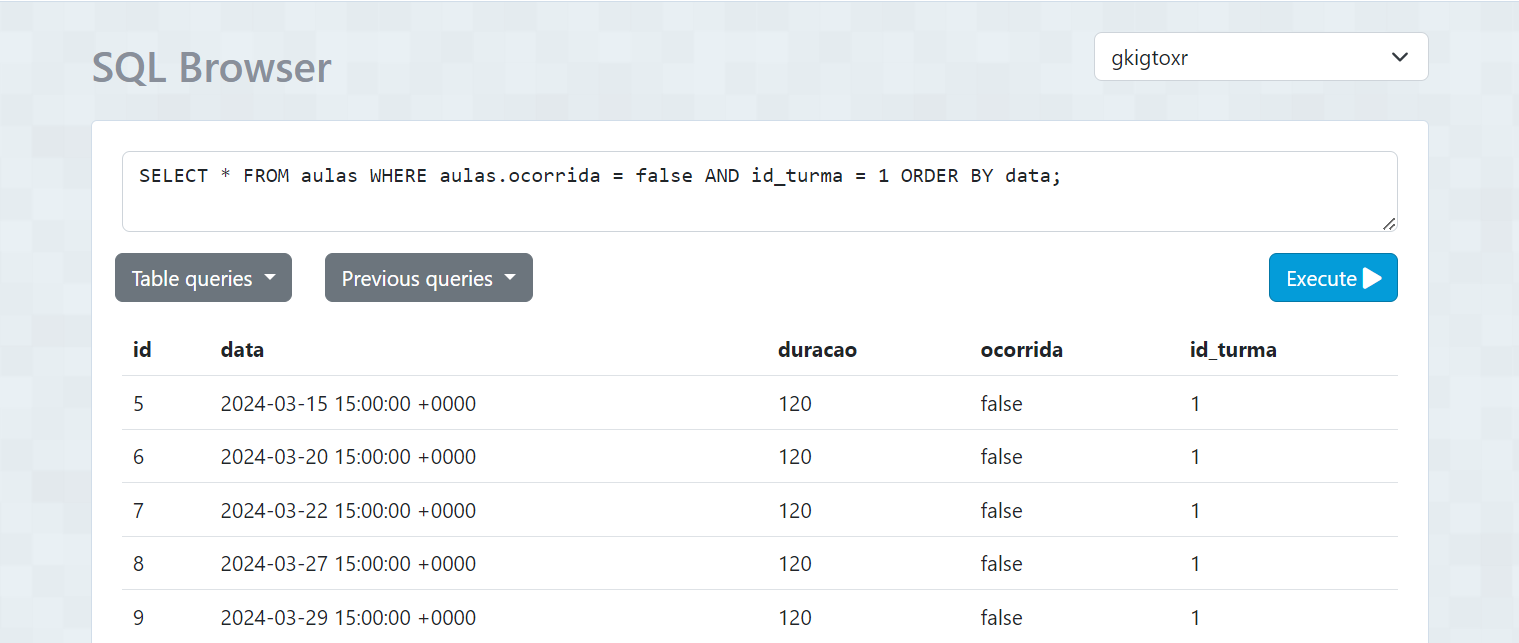 SQL Browser
gkigtoxr
SELECT * FROM aulas WHERE aulas.ocorrida = false AND id_turma = 1 ORDER BY data;
Table queries
Previous queries
Execute
id data duracao ocorrida id_turma
5 2024-03-15 15:00:00 +0000 120 false 1
6 2024-03-20 15:00:00 +0000 120 false 1
7 2024-03-22 15:00:00 +0000 120 false 1
8 2024-03-27 15:00:00 +0000 120 false 1
9 2024-03-29 15:00:00 +0000 120 false 1